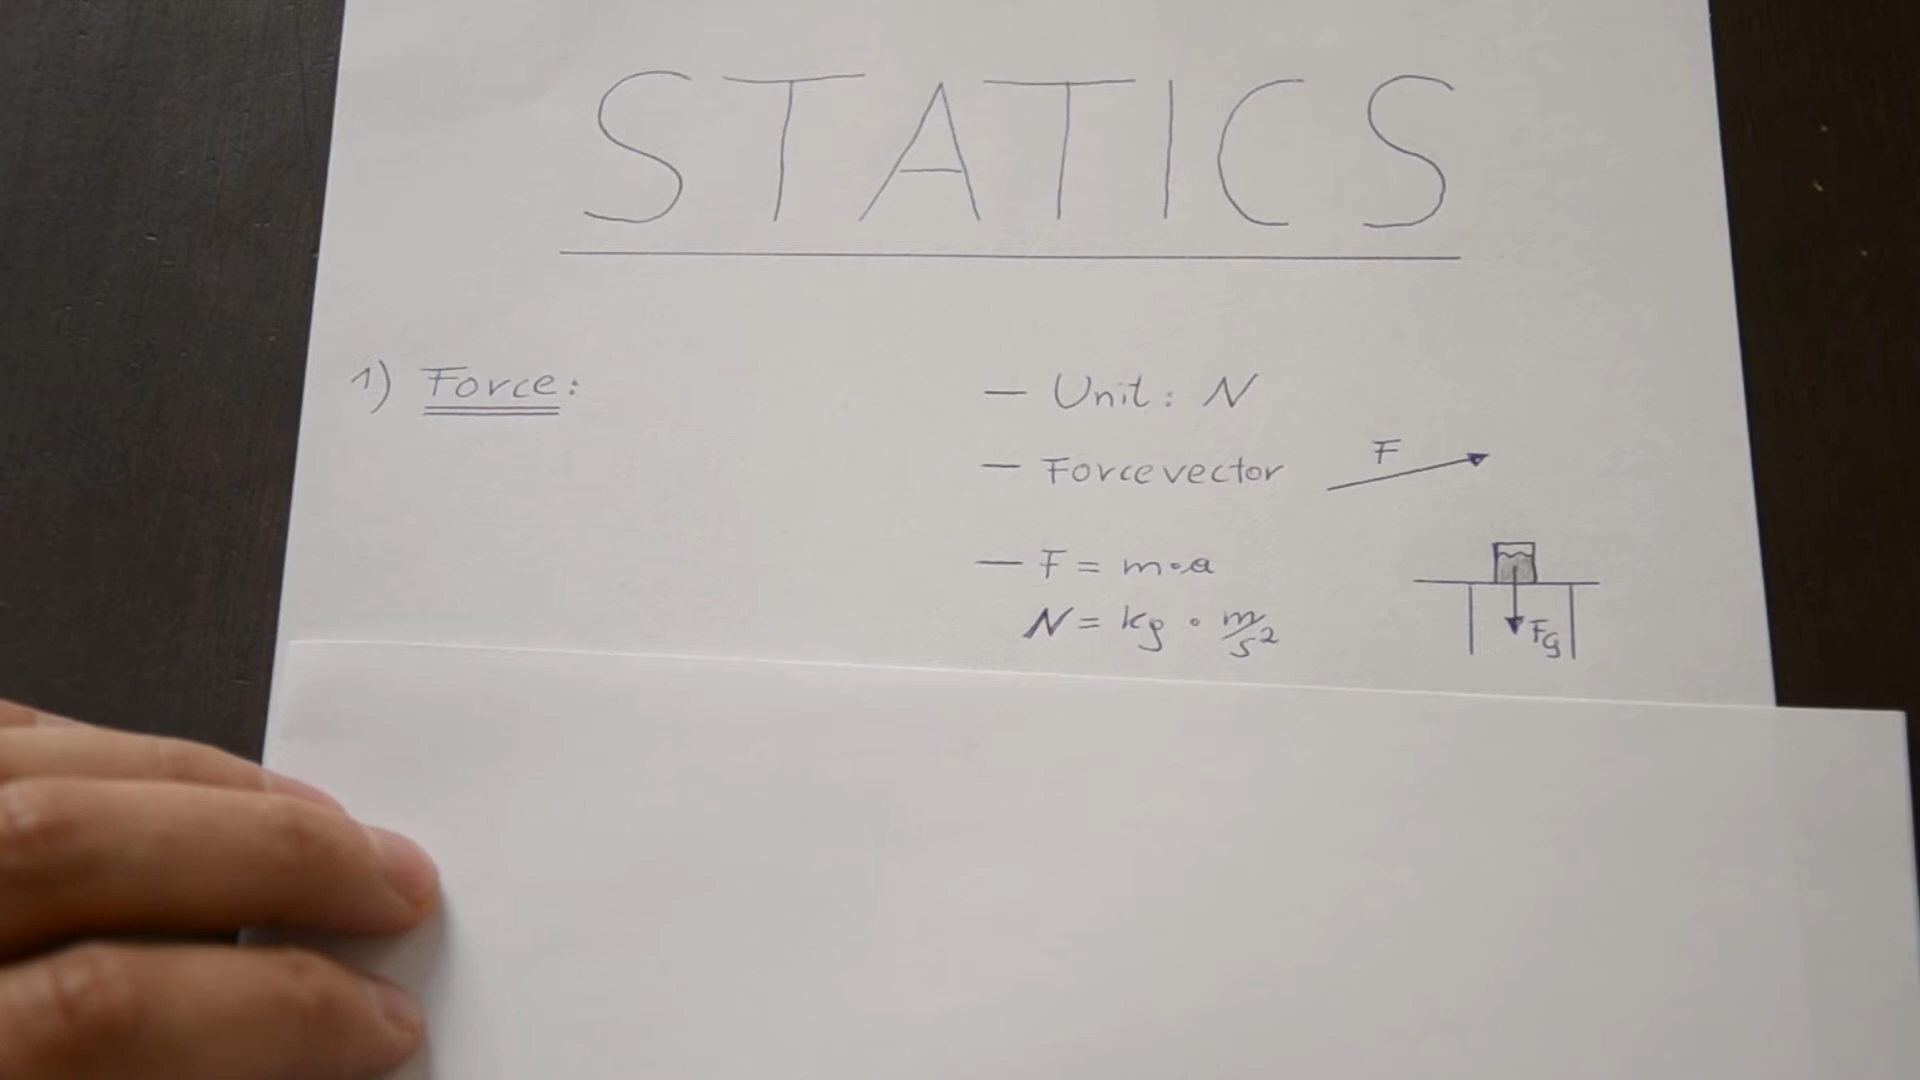 STATICS
1) Force:
— Unit: N
— Forcevector F
— F = m·a
N = kg · m/s²
Fg